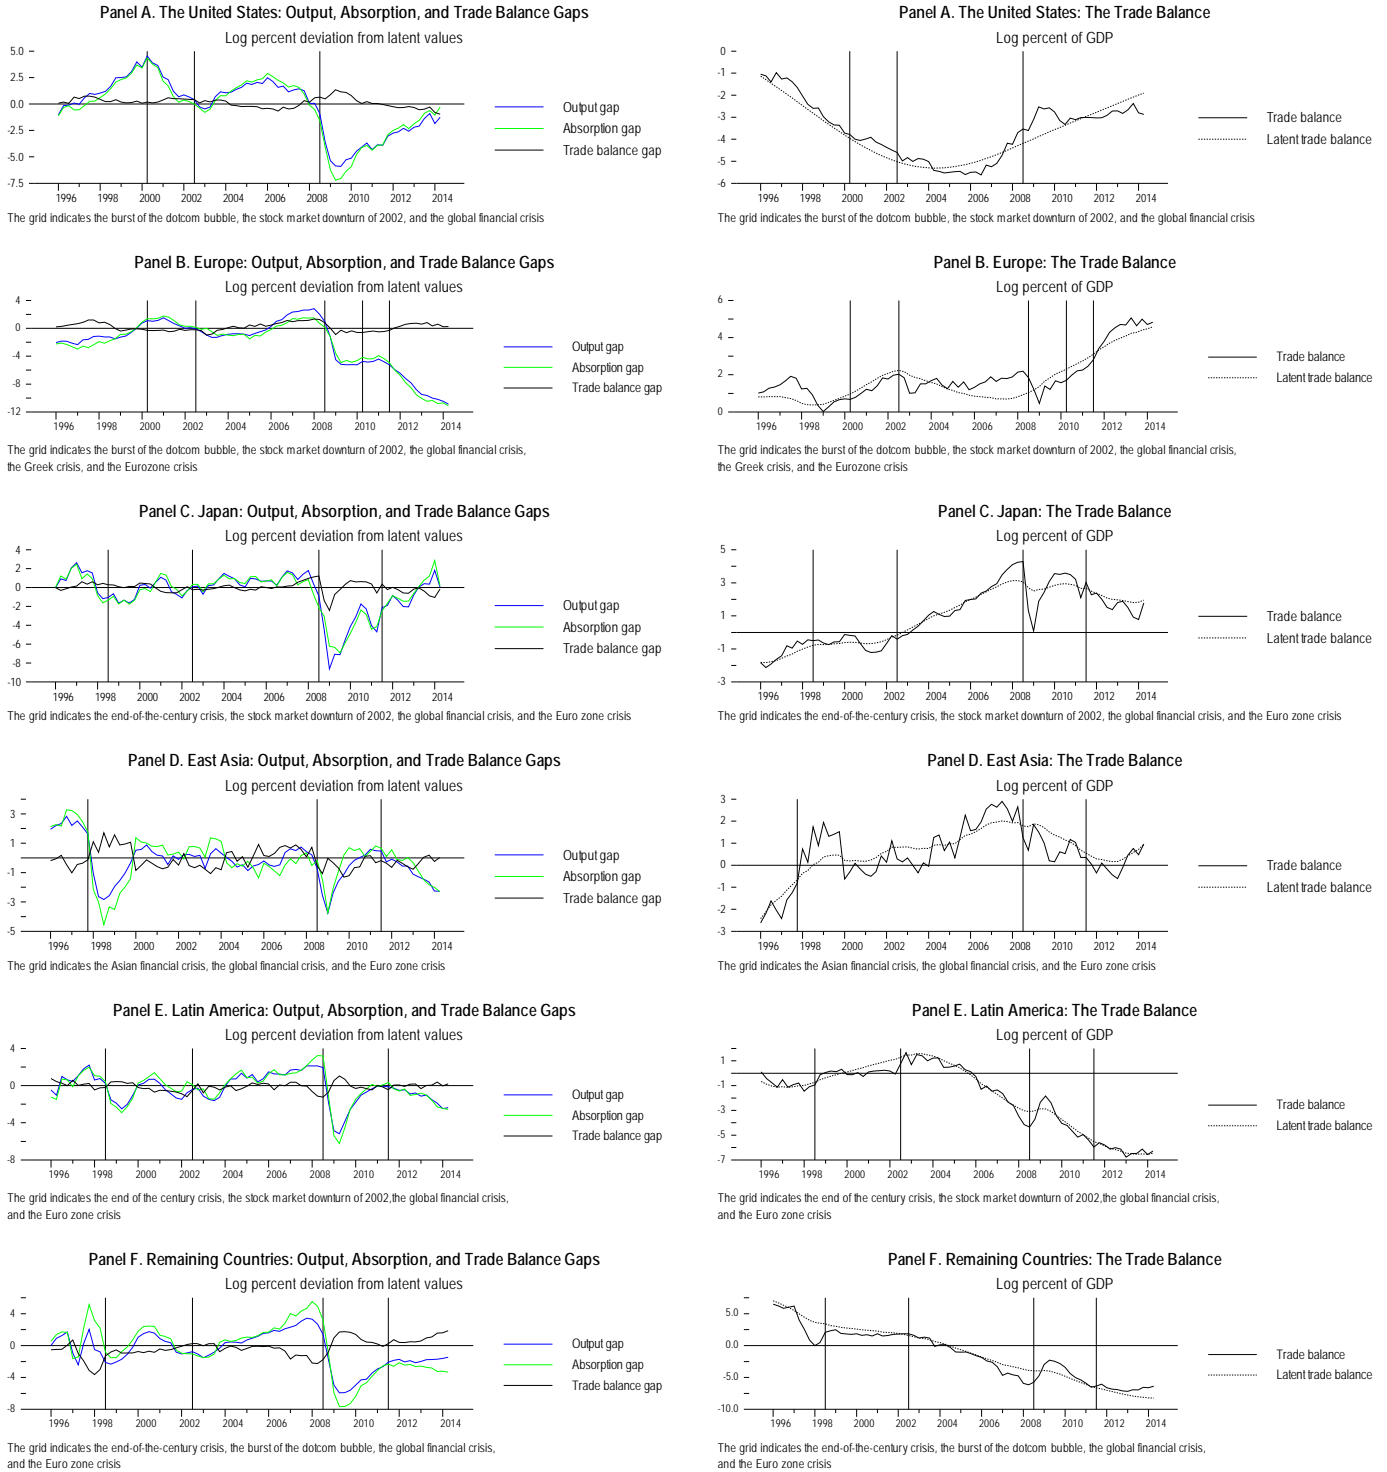 Panel A. The United States: Output, Absorption, and Trade Balance Gaps
Log percent deviation from latent values
5.0
2.5
0.0
-2.5
-5.0
-7.5
1996 1998 2000 2002 2004 2006 2008 2010 2012 2014
Output gap
Absorption gap
Trade balance gap
The grid indicates the burst of the dotcom bubble, the stock market downturn of 2002, and the global financial crisis
Panel A. The United States: The Trade Balance
Log percent of GDP
0
-1
-2
-3
-4
-5
-6
1996 1998 2000 2002 2004 2006 2008 2010 2012 2014
Trade balance
Latent trade balance
The grid indicates the burst of the dotcom bubble, the stock market downturn of 2002, and the global financial crisis
Panel B. Europe: Output, Absorption, and Trade Balance Gaps
Log percent deviation from latent values
4
0
-4
-8
-12
1996 1998 2000 2002 2004 2006 2008 2010 2012 2014
Output gap
Absorption gap
Trade balance gap
The grid indicates the burst of the dotcom bubble, the stock market downturn of 2002, the global financial crisis,
the Greek crisis, and the Eurozone crisis
Panel B. Europe: The Trade Balance
Log percent of GDP
6
4
2
0
1996 1998 2000 2002 2004 2006 2008 2010 2012 2014
Trade balance
Latent trade balance
The grid indicates the burst of the dotcom bubble, the stock market downturn of 2002, the global financial crisis,
the Greek crisis, and the Eurozone crisis
Panel C. Japan: Output, Absorption, and Trade Balance Gaps
Log percent deviation from latent values
4
2
0
-2
-4
-6
-8
-10
1996 1998 2000 2002 2004 2006 2008 2010 2012 2014
Output gap
Absorption gap
Trade balance gap
The grid indicates the end-of-the-century crisis, the stock market downturn of 2002, the global financial crisis, and the Euro zone crisis
Panel C. Japan: The Trade Balance
Log percent of GDP
5
3
1
-1
-3
1996 1998 2000 2002 2004 2006 2008 2010 2012 2014
Trade balance
Latent trade balance
The grid indicates the end-of-the-century crisis, the stock market downturn of 2002, the global financial crisis, and the Euro zone crisis
Panel D. East Asia: Output, Absorption, and Trade Balance Gaps
Log percent deviation from latent values
3
1
-1
-3
-5
1996 1998 2000 2002 2004 2006 2008 2010 2012 2014
Output gap
Absorption gap
Trade balance gap
The grid indicates the Asian financial crisis, the global financial crisis, and the Euro zone crisis
Panel D. East Asia: The Trade Balance
Log percent of GDP
3
2
1
0
-1
-2
-3
1996 1998 2000 2002 2004 2006 2008 2010 2012 2014
Trade balance
Latent trade balance
The grid indicates the Asian financial crisis, the global financial crisis, and the Euro zone crisis
Panel E. Latin America: Output, Absorption, and Trade Balance Gaps
Log percent deviation from latent values
4
0
-4
-8
1996 1998 2000 2002 2004 2006 2008 2010 2012 2014
Output gap
Absorption gap
Trade balance gap
The grid indicates the end of the century crisis, the stock market downturn of 2002,the global financial crisis,
and the Euro zone crisis
Panel E. Latin America: The Trade Balance
Log percent of GDP
1
-1
-3
-5
-7
1996 1998 2000 2002 2004 2006 2008 2010 2012 2014
Trade balance
Latent trade balance
The grid indicates the end of the century crisis, the stock market downturn of 2002,the global financial crisis,
and the Euro zone crisis
Panel F. Remaining Countries: Output, Absorption, and Trade Balance Gaps
Log percent deviation from latent values
4
0
-4
-8
1996 1998 2000 2002 2004 2006 2008 2010 2012 2014
Output gap
Absorption gap
Trade balance gap
The grid indicates the end-of-the-century crisis, the burst of the dotcom bubble, the global financial crisis,
and the Euro zone crisis
Panel F. Remaining Countries: The Trade Balance
Log percent of GDP
5.0
0.0
-5.0
-10.0
1996 1998 2000 2002 2004 2006 2008 2010 2012 2014
Trade balance
Latent trade balance
The grid indicates the end-of-the-century crisis, the burst of the dotcom bubble, the global financial crisis,
and the Euro zone crisis